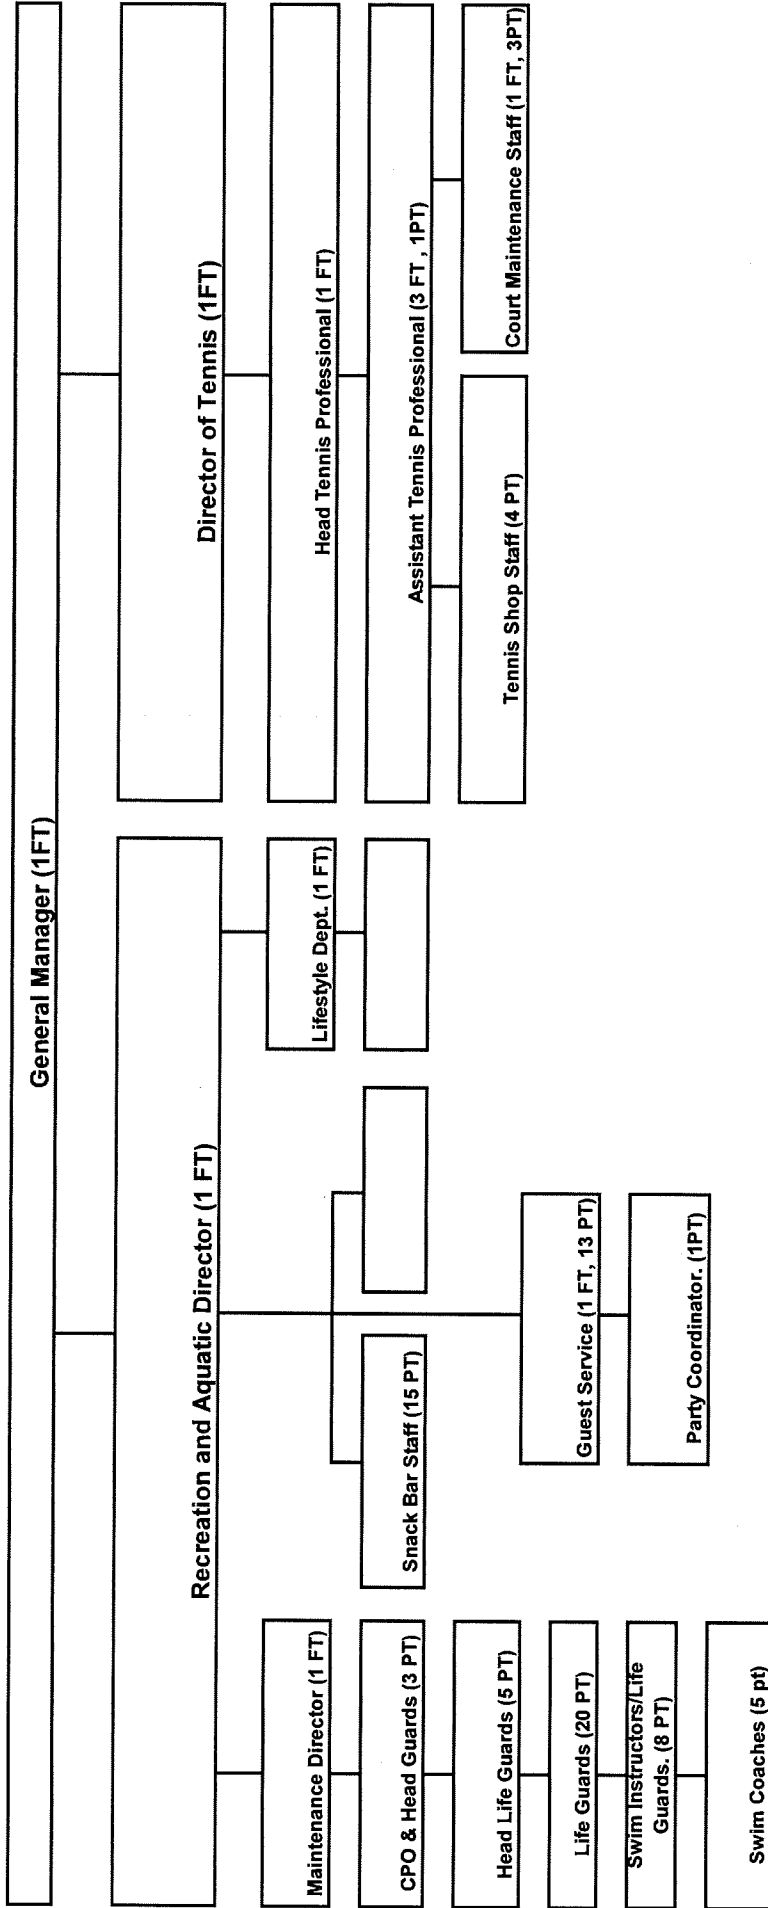 General Manager (1FT)
Recreation and Aquatic Director (1 FT)
Director of Tennis (1FT)
Maintenance Director (1 FT)
Lifestyle Dept. (1 FT)
Head Tennis Professional (1 FT)
CPO & Head Guards (3 PT)
Snack Bar Staff (15 PT)
Assistant Tennis Professional (3 FT , 1PT)
Head Life Guards (5 PT)
Tennis Shop Staff (4 PT)
Court Maintenance Staff (1 FT, 3PT)
Life Guards (20 PT)
Guest Service (1 FT, 13 PT)
Swim Instructors/Life
Guards. (8 PT)
Party Coordinator. (1PT)
Swim Coaches (5 pt)